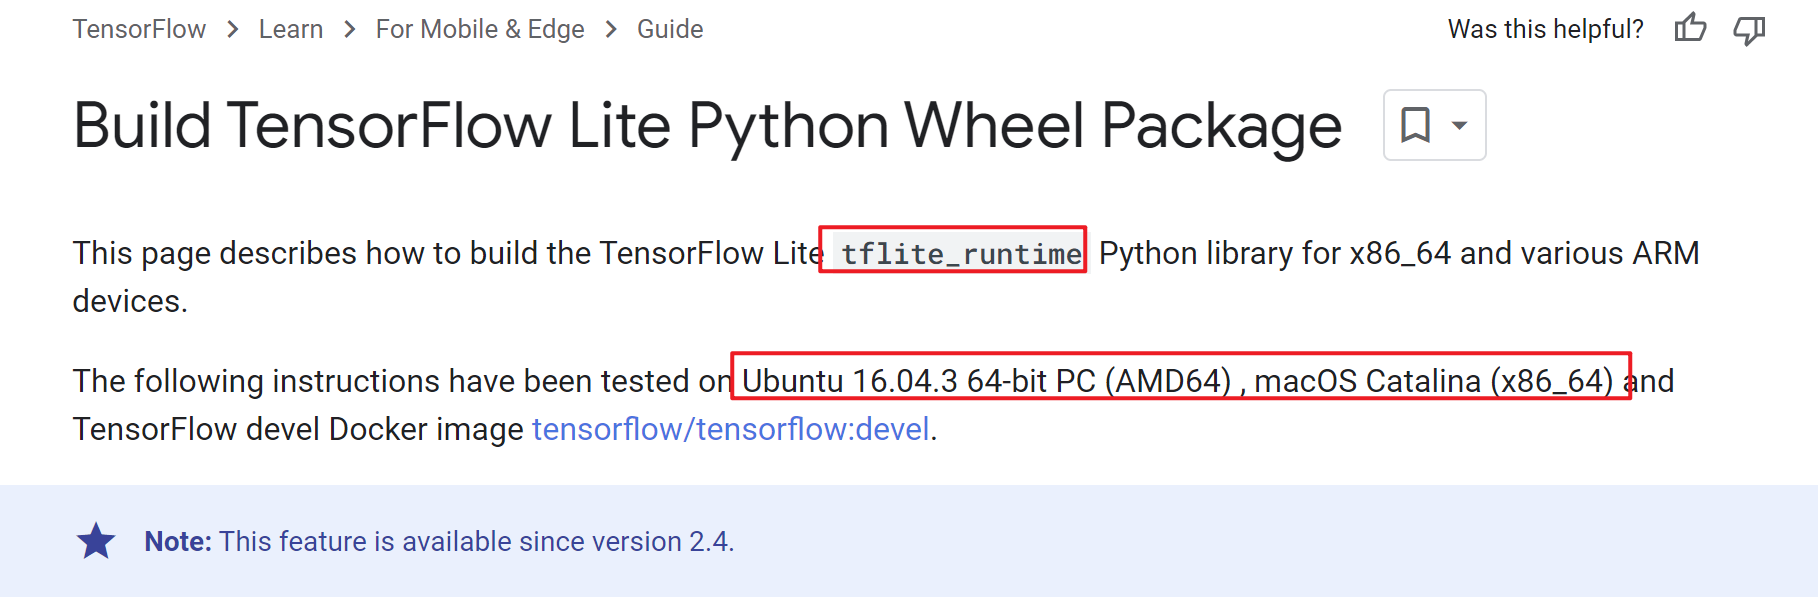 TensorFlow > Learn > For Mobile & Edge > Guide Was this helpful?
Build TensorFlow Lite Python Wheel Package
This page describes how to build the TensorFlow Lite tflite_runtime Python library for x86_64 and various ARM
devices.
The following instructions have been tested on Ubuntu 16.04.3 64-bit PC (AMD64) , macOS Catalina (x86_64) and
TensorFlow devel Docker image tensorflow/tensorflow:devel.
Note: This feature is available since version 2.4.